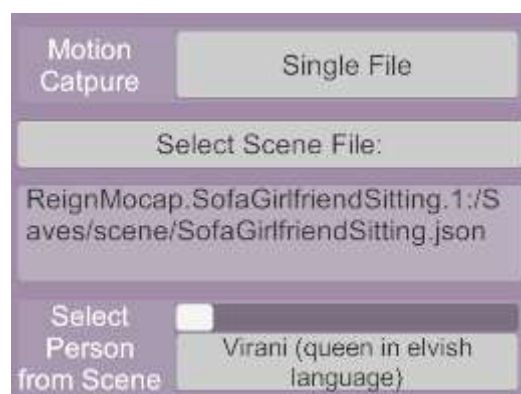 Motion
Catpure
Single File
Select Scene File:
ReignMocap.SofaGirlfriendSitting.1:/S
aves/scene/SofaGirlfriendSitting.json
Select
Person
from Scene
Virani (queen in elvish
language)